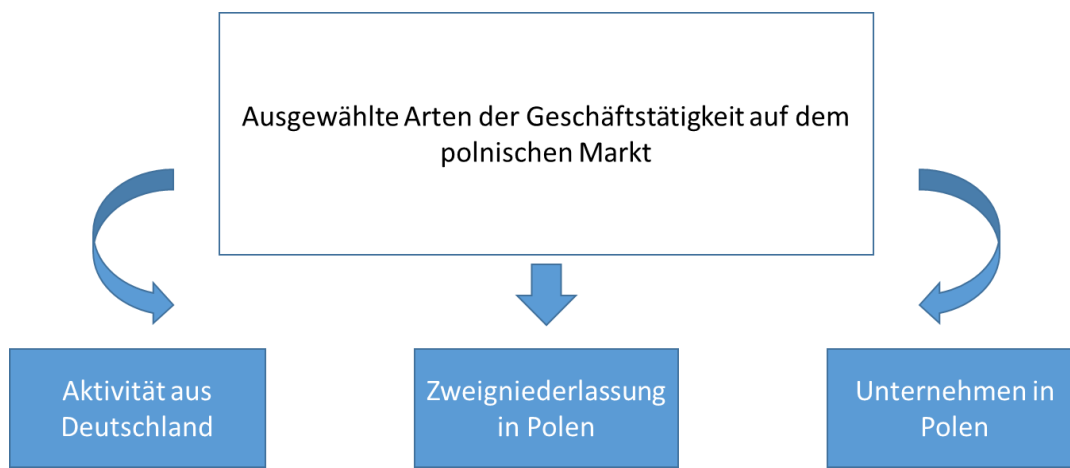 Ausgewählte Arten der Geschäftstätigkeit auf dem
polnischen Markt
Aktivität aus
Deutschland
Zweigniederlassung
in Polen
Unternehmen in
Polen